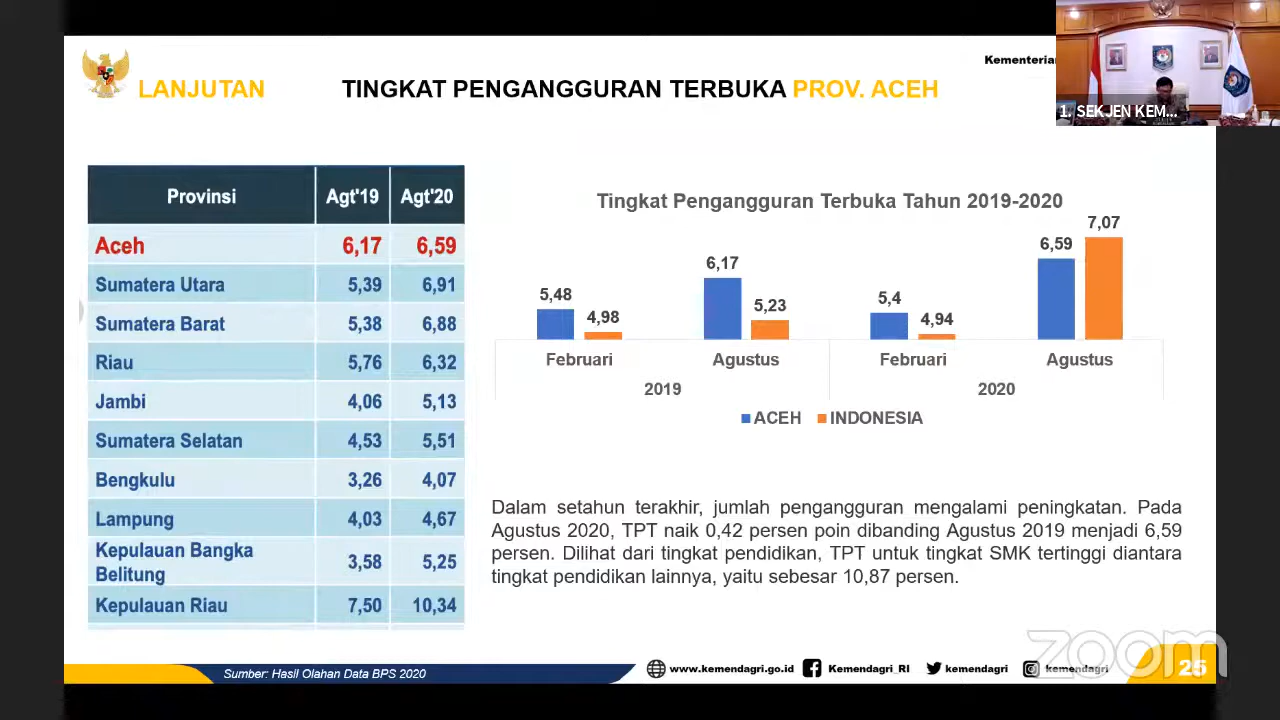 LANJUTAN
TINGKAT PENGANGGURAN TERBUKA PROV. ACEH
Kementerian
1. SEKJEN KEM...
Provinsi Agt'19 Agt'20
Aceh 6,17 6,59
Sumatera Utara 5,39 6,91
Sumatera Barat 5,38 6,88
Riau 5,76 6,32
Jambi 4,06 5,13
Sumatera Selatan 4,53 5,51
Bengkulu 3,26 4,07
Lampung 4,03 4,67
Kepulauan Bangka
Belitung 3,58 5,25
Kepulauan Riau 7,50 10,34
Tingkat Pengangguran Terbuka Tahun 2019-2020
5,48 4,98 6,17 5,23 5,4 4,94 6,59 7,07
Februari Agustus Februari Agustus
2019 2020
ACEH INDONESIA
Dalam setahun terakhir, jumlah pengangguran mengalami peningkatan. Pada
Agustus 2020, TPT naik 0,42 persen poin dibanding Agustus 2019 menjadi 6,59
persen. Dilihat dari tingkat pendidikan, TPT untuk tingkat SMK tertinggi diantara
tingkat pendidikan lainnya, yaitu sebesar 10,87 persen.
Sumber: Hasil Olahan Data BPS 2020
www.kemendagri.go.id Kemendagri_RI kemendagri kemendagri
zoom
25